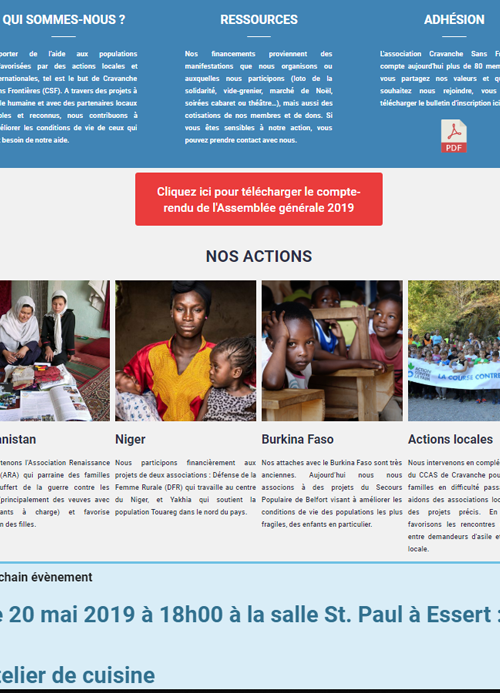 QUI SOMMES-NOUS ?
porter de l'aide aux populations
favorisées par des actions locales et
ernationales, tel est le but de Cravanche
ns Frontières (CSF). A travers des projets à
le humaine et avec des partenaires locaux
bles et reconnus, nous contribuons à
éliorer les conditions de vie de ceux qui
t besoin de notre aide.
RESSOURCES
Nos financements proviennent des
manifestations que nous organisons ou
auxquelles nous participons (loto de la
solidarité, vide-grenier, marché de Noël,
soirées cabaret ou théâtre...), mais aussi des
cotisations de nos membres et de dons. Si
vous êtes sensibles à notre action, vous
pouvez prendre contact avec nous.
ADHÉSION
L'association Cravanche Sans F
compte aujourd'hui plus de 80 mem
vous partagez nos valeurs et qu
souhaitez nous rejoindre, vous
télécharger le bulletin d'inscription ici
PDF
Cliquez ici pour télécharger le compte-
rendu de l'Assemblée générale 2019
NOS ACTIONS
LA COURSE CONTRE
anistan
tenons l'Association Renaissance
(ARA) qui parraine des familles
uffert de la guerre contre les
(principalement des veuves avec
ants à charge) et favorise
n des filles.
Niger
Nous participons financièrement aux
projets de deux associations : Défense de la
Femme Rurale (DFR) qui travaille au centre
du Niger, et Yakhia qui soutient la
population Touareg dans le nord du pays.
Burkina Faso
Nos attaches avec le Burkina Faso sont très
anciennes. Aujourd'hui nous nous
associons à des projets du Secours
Populaire de Belfort visant à améliorer les
conditions de vie des populations les plus
fragiles, des enfants en particulier.
Actions locales
Nous intervenons en complé
du CCAS de Cravanche pou
familles en difficulté pass
aidons des associations loc
des projets précis. En
favorisons les rencontres
entre demandeurs d'asile et
locale.
chain évènement
e 20 mai 2019 à 18h00 à la salle St. Paul à Essert :
telier de cuisine